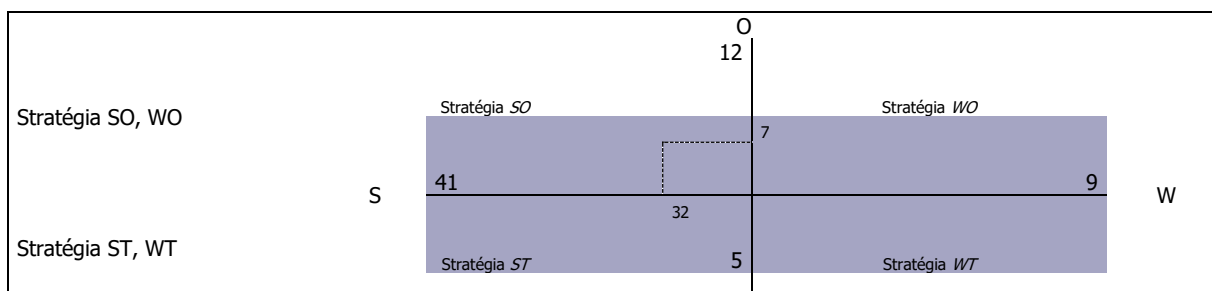 O
12
Stratégia SO, WO
Stratégia SO
Stratégia WO
7
S
41
9
W
32
Stratégia ST, WT
Stratégia ST
5
Stratégia WT